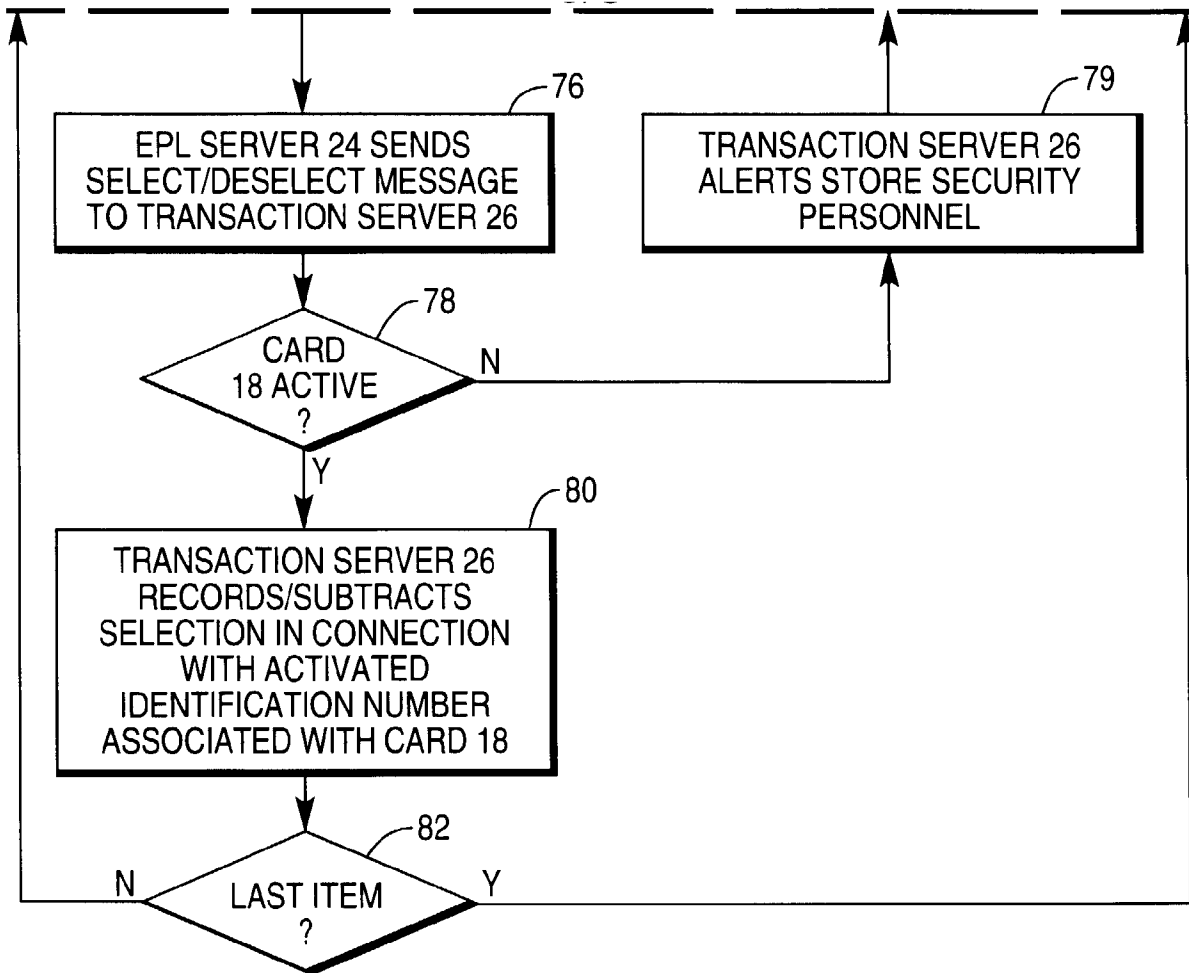 76
EPL SERVER 24 SENDS
SELECT/DESELECT MESSAGE
TO TRANSACTION SERVER 26
79
TRANSACTION SERVER 26
ALERTS STORE SECURITY
PERSONNEL
78
CARD
18 ACTIVE
?
N
Y
80
TRANSACTION SERVER 26
RECORDS/SUBTRACTS
SELECTION IN CONNECTION
WITH ACTIVATED
IDENTIFICATION NUMBER
ASSOCIATED WITH CARD 18
82
N
LAST ITEM
?
Y